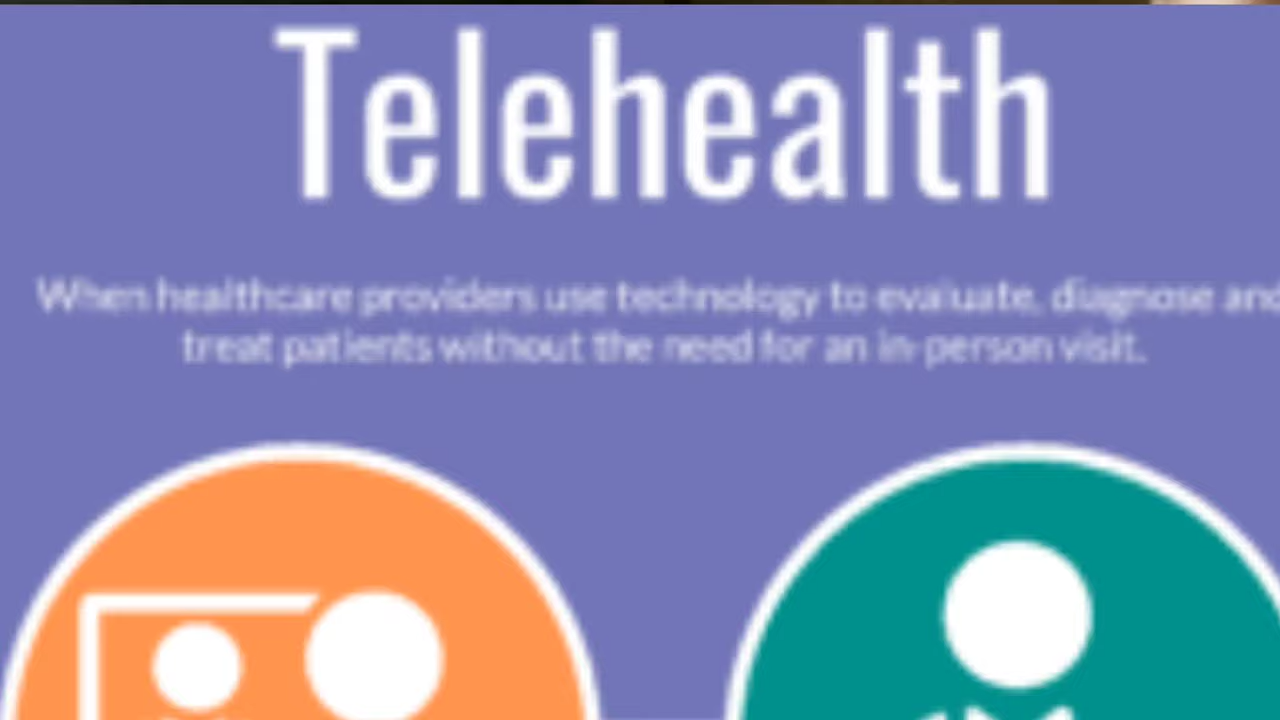 Telehealth
When healthcare providers use technology to evaluate, diagnose and
treat patients without the need for an in-person visit.